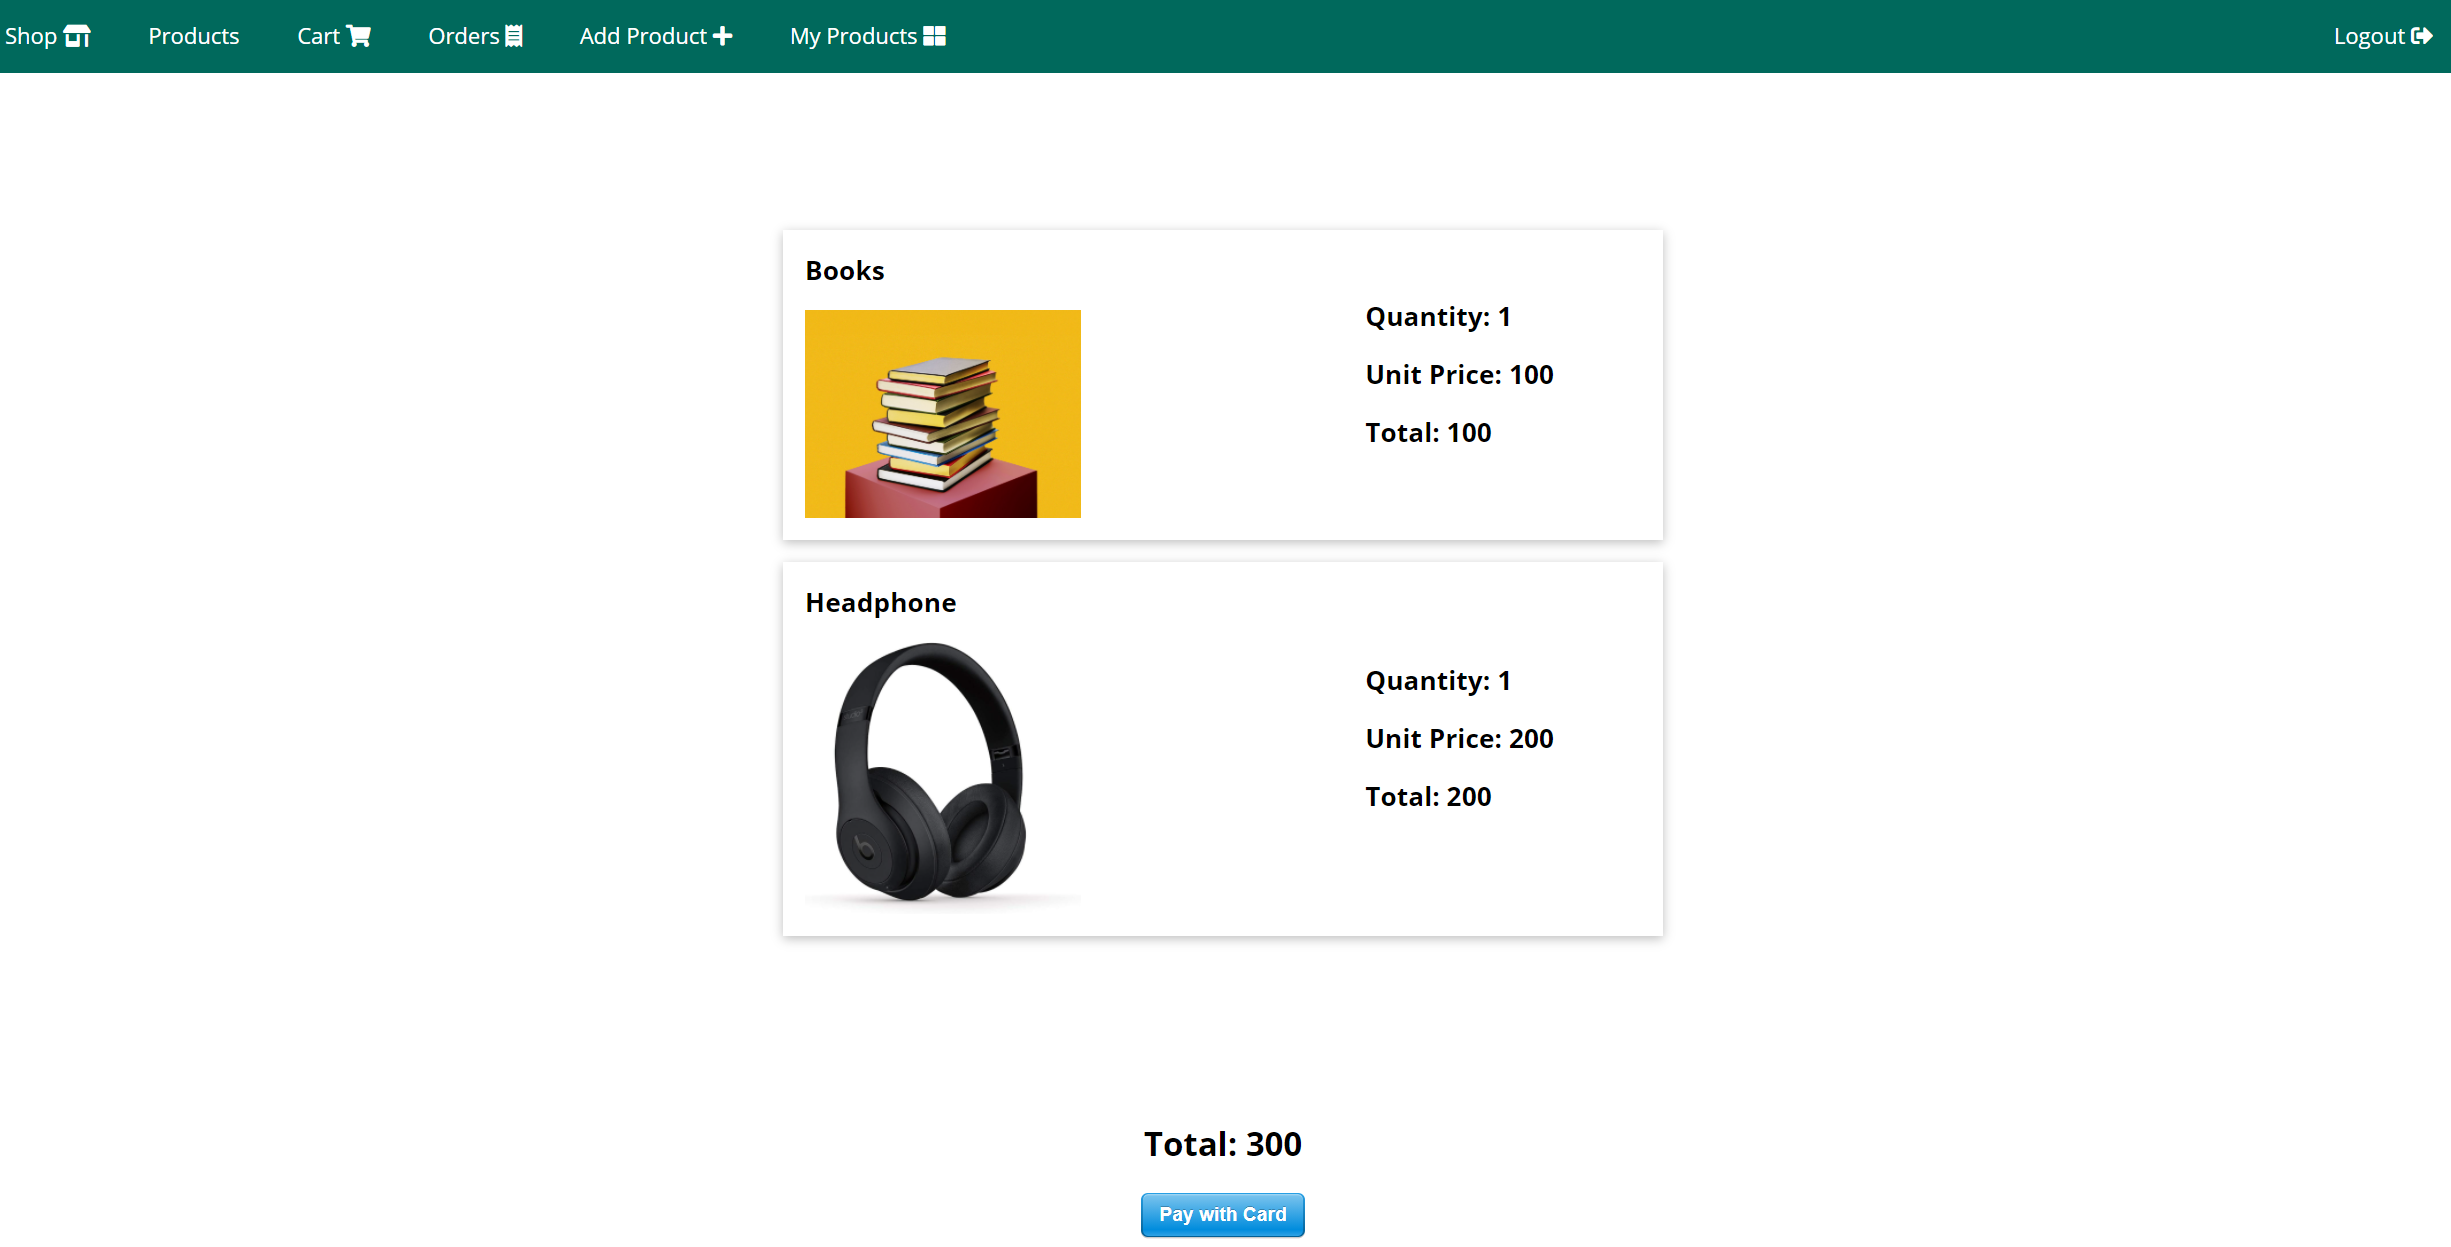 Shop Products Cart Orders Add Product My Products Logout
Books
Quantity: 1
Unit Price: 100
Total: 100
Headphone
Quantity: 1
Unit Price: 200
Total: 200
Total: 300
Pay with Card